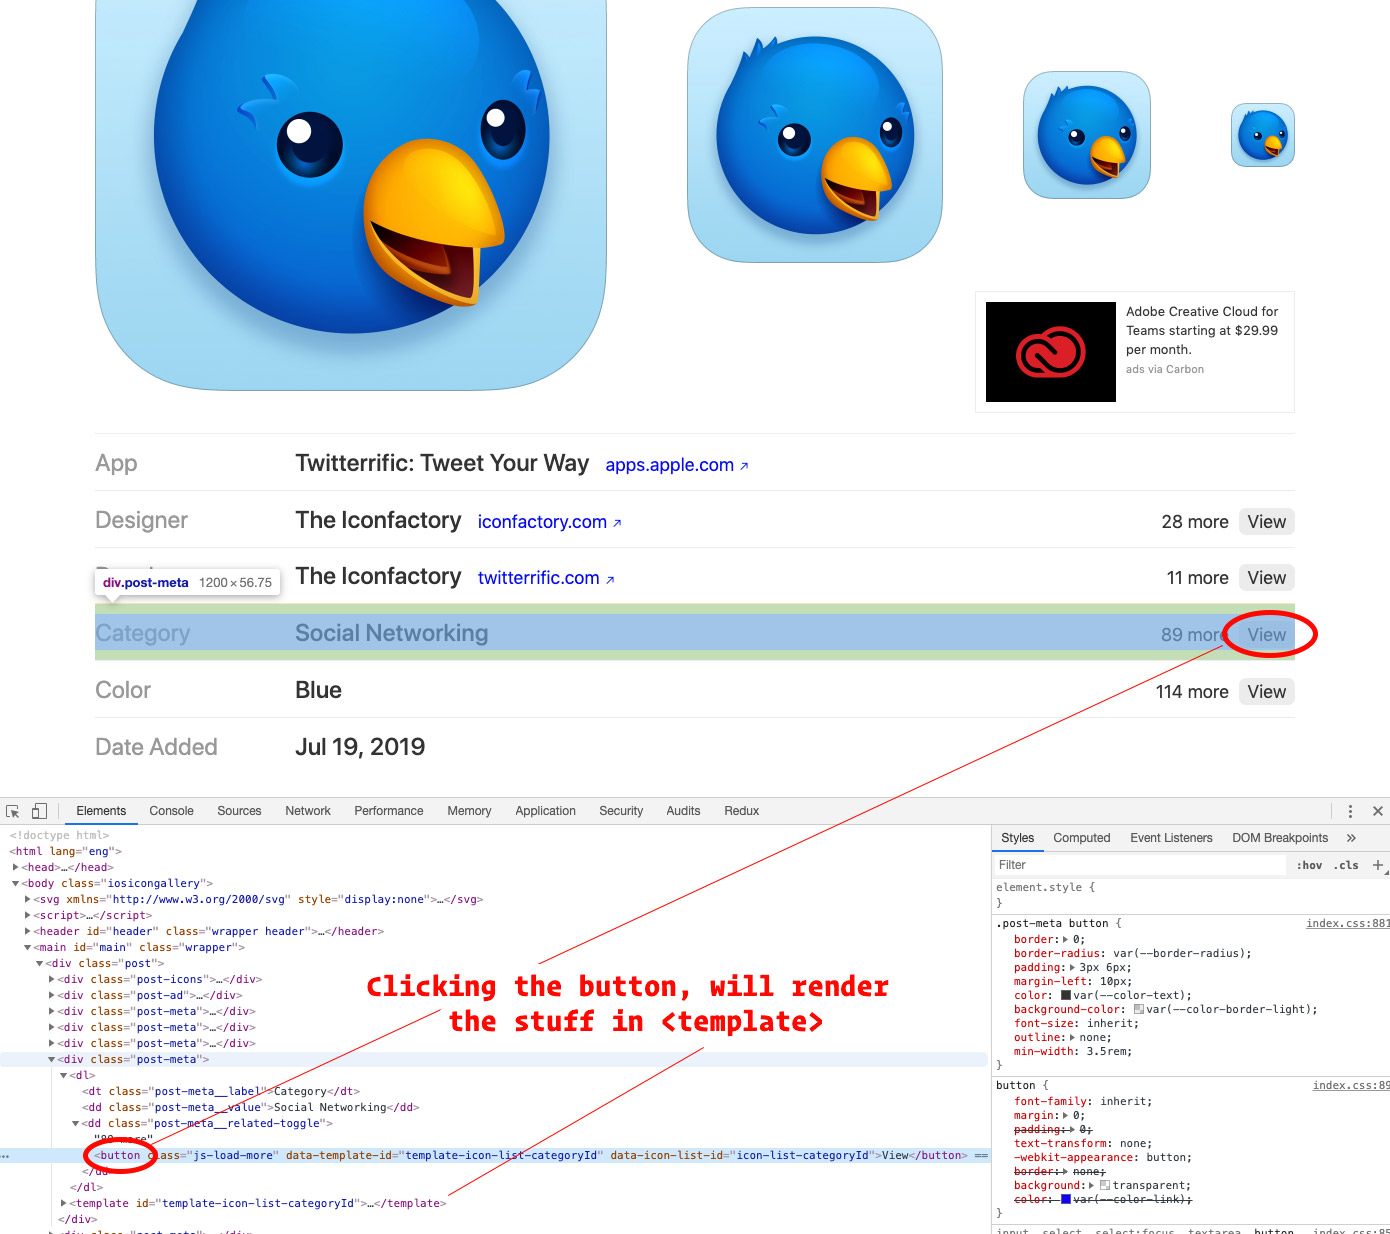 Adobe Creative Cloud for
Teams starting at $29.99
per month.
ads via Carbon
App Twitterrific: Tweet Your Way apps.apple.com ↗
Designer The Iconfactory iconfactory.com ↗ 28 more View
The Iconfactory twitterrific.com ↗ 11 more View
div.post-meta 1200 × 56.75
Category Social Networking 89 more View
Color Blue 114 more View
Date Added Jul 19, 2019
Elements Console Sources Network Performance Memory Application Security Audits Redux
<!doctype html>
<html lang="eng">
<head>…</head>
<body class="iosicongallery">
<svg xmlns="http://www.w3.org/2000/svg" style="display:none">…</svg>
<script>…</script>
<header id="header" class="wrapper header">…</header>
<main id="main" class="wrapper">
<div class="post">
<div class="post-icons">…</div>
<div class="post-ad">…</div>
<div class="post-meta">…</div>
<div class="post-meta">…</div>
<div class="post-meta">…</div>
<div class="post-meta">
<dl>
<dt class="post-meta__label">Category</dt>
<dd class="post-meta__value">Social Networking</dd>
<dd class="post-meta__related-toggle">
"89 more"
<button class="js-load-more" data-template-id="template-icon-list-categoryId" data-icon-list-id="icon-list-categoryId">View</button> ==
</dd
</dl>
<template id="template-icon-list-categoryId">…</template>
</div>
<div class="post-meta">…</div>
Clicking the button, will render
the stuff in <template>
Styles Computed Event Listeners DOM Breakpoints »
Filter :hov .cls +
element.style {
}
.post-meta button { index.css:881
border: 0;
border-radius: var(--border-radius);
padding: 3px 6px;
margin-left: 10px;
color: var(--color-text);
background-color: var(--color-border-light);
font-size: inherit;
outline: none;
min-width: 3.5rem;
}
button { index.css:89
font-family: inherit;
margin: 0;
padding: 0;
text-transform: none;
-webkit-appearance: button;
border: none;
background: transparent;
color: var(--color-link);
}
input, select, select:focus, textarea, button, index.css:85